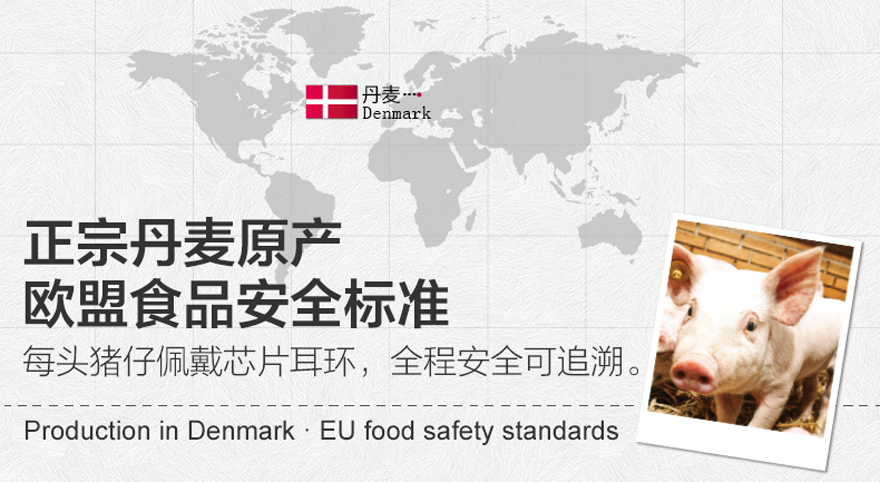 丹麦
Denmark
正宗丹麦原产
欧盟食品安全标准
每头猪仔佩戴芯片耳环，全程安全可追溯。
Production in Denmark · EU food safety standards